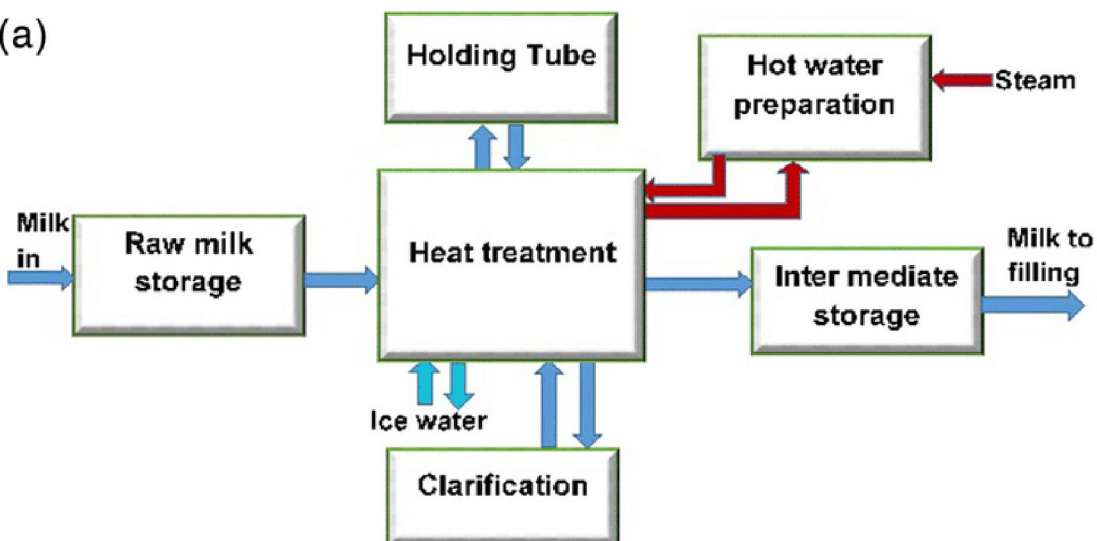 (a)
Holding Tube
Hot water
preparation
Steam
Milk
in
Raw milk
storage
Heat treatment
Inter mediate
storage
Milk to
filling
Ice water
Clarification